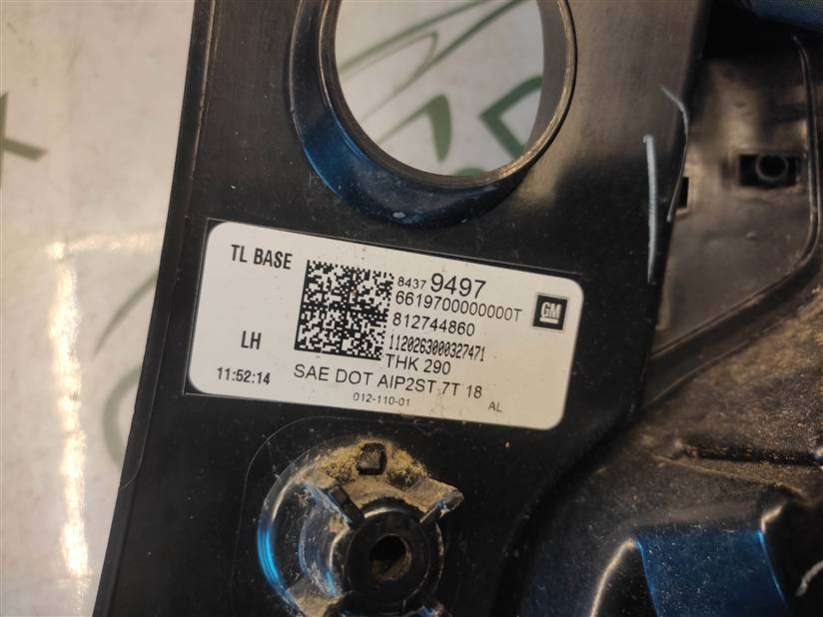 TL BASE
8437 9497
6619700000000T
GM
812744860
LH
1120263000327471
THK 290
11:52:14
SAE DOT AIP2ST 7T 18
012-110-01
AL